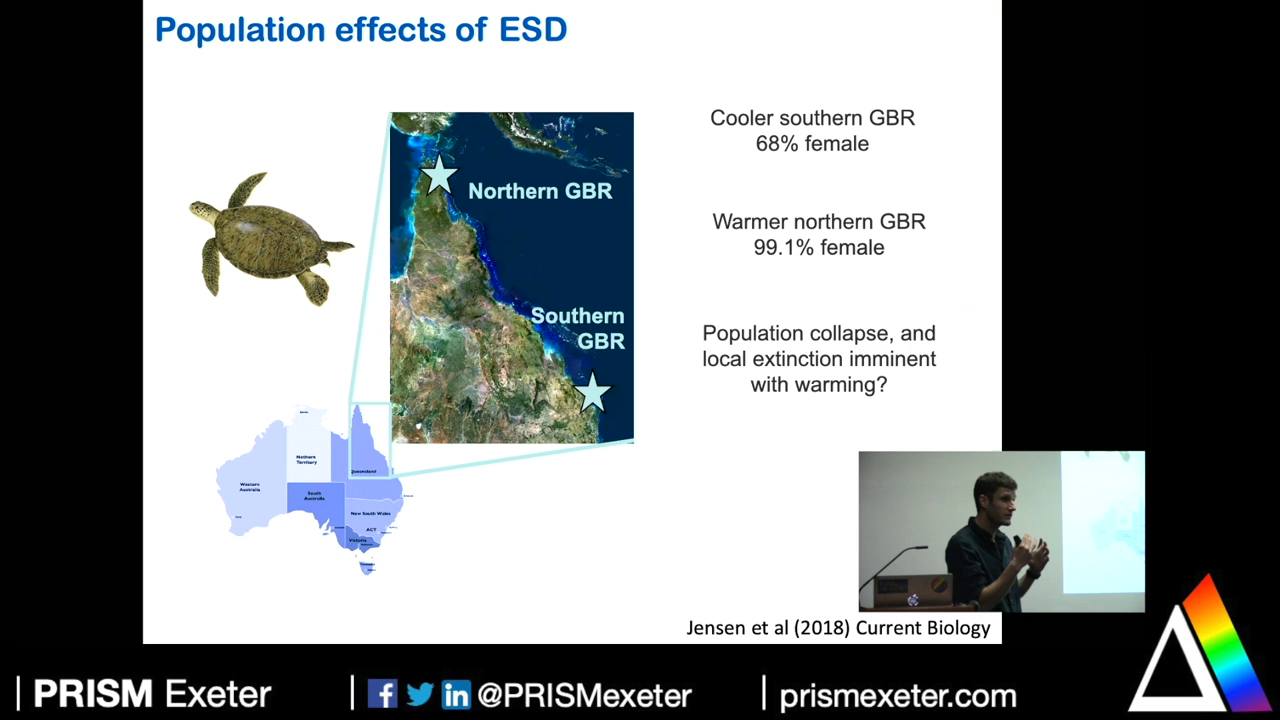 Population effects of ESD
Cooler southern GBR
68% female
Northern GBR
Warmer northern GBR
99.1% female
Southern
GBR
Population collapse, and
local extinction imminent
with warming?
Northern
Territory
Queensland
Western
Australia
South
Australia
New South Wales
ACT
Victoria
Jensen et al (2018) Current Biology
PRISM Exeter
@PRISMexeter
prismexeter.com